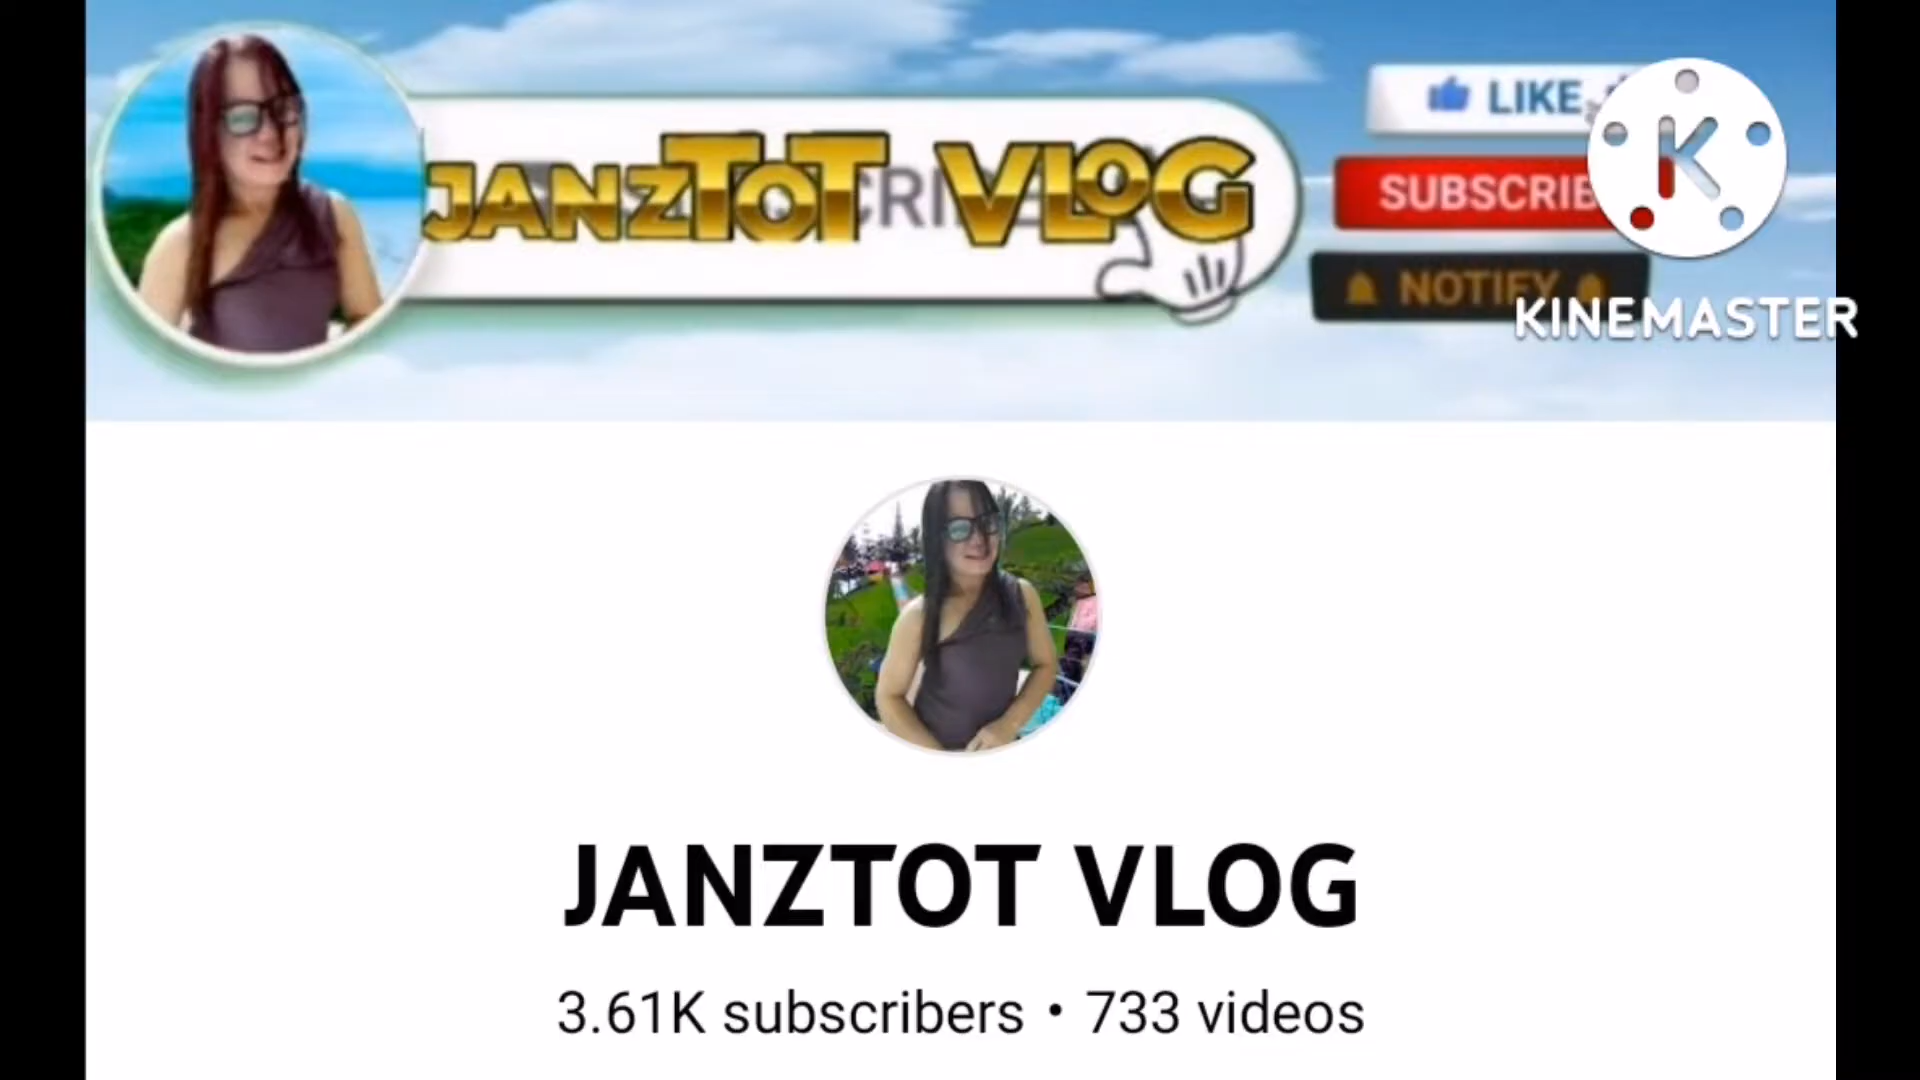 JANZTOT VLOG
LIKE
SUBSCRIB
NOTIFY
K
KINEMASTER
JANZTOT VLOG
3.61K subscribers • 733 videos